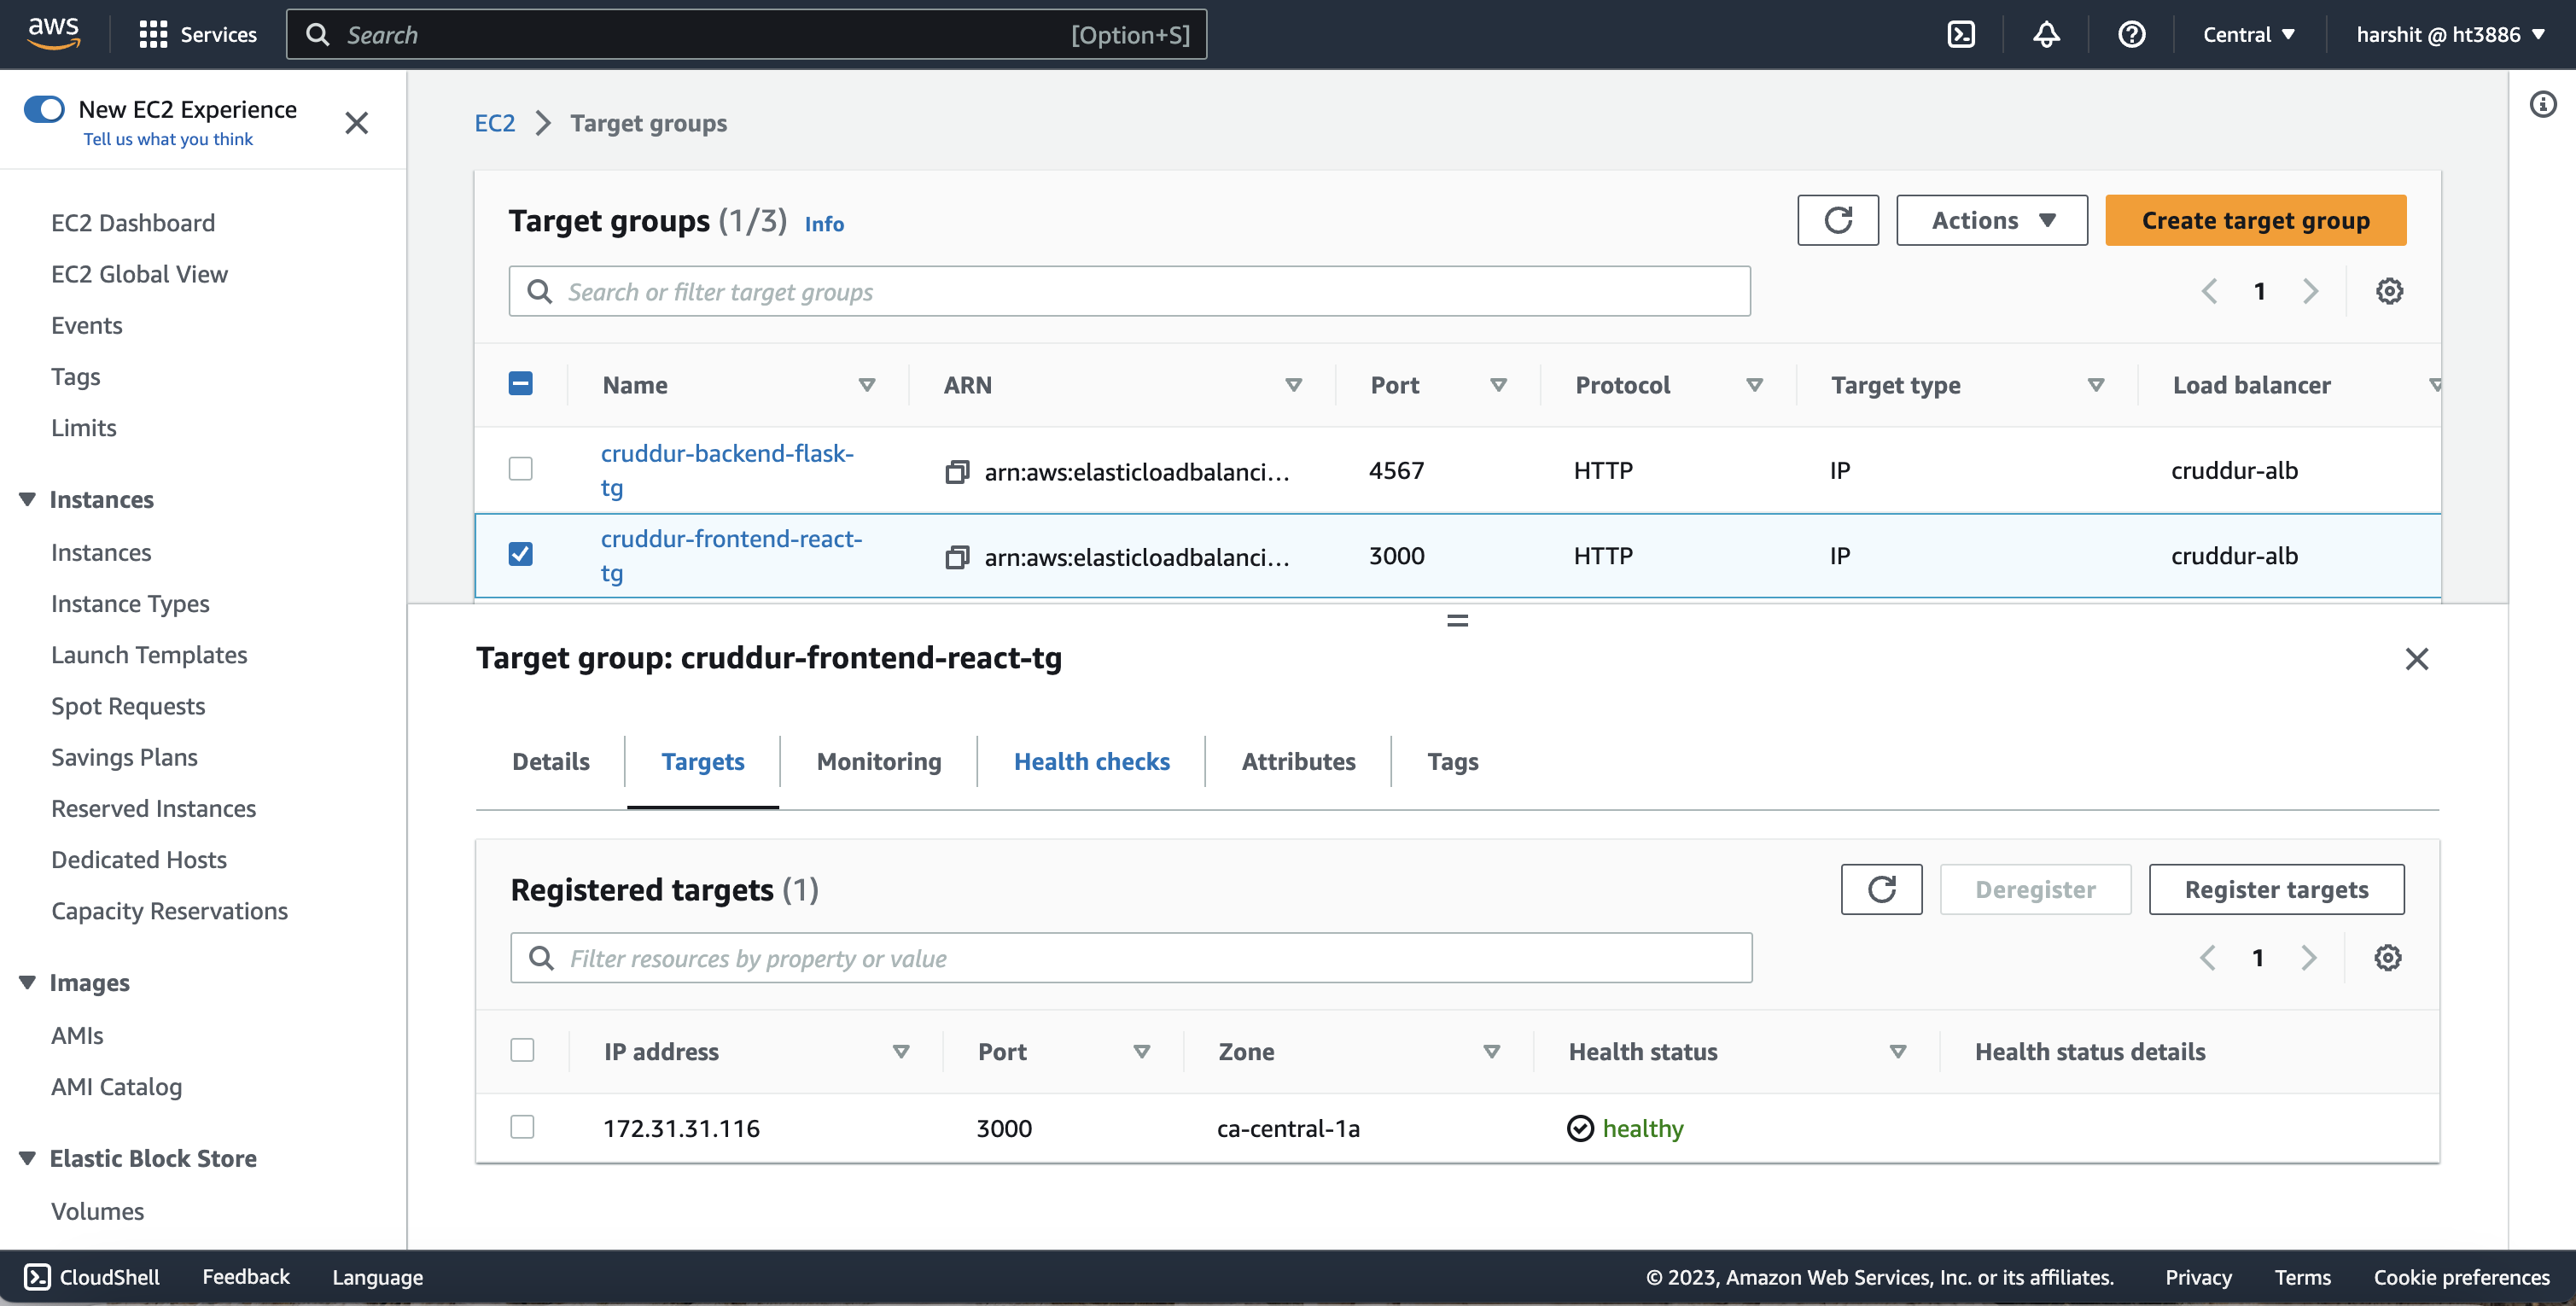 aws
Services
Search
[Option+S]
Central
harshit @ ht3886
New EC2 Experience
Tell us what you think
EC2 Dashboard
EC2 Global View
Events
Tags
Limits
Instances
Instances
Instance Types
Launch Templates
Spot Requests
Savings Plans
Reserved Instances
Dedicated Hosts
Capacity Reservations
Images
AMIs
AMI Catalog
Elastic Block Store
Volumes
EC2 > Target groups
Target groups (1/3) Info
Actions
Create target group
Search or filter target groups
1
Name
ARN
Port
Protocol
Target type
Load balancer
cruddur-backend-flask-
tg
arn:aws:elasticloadbalanci...
4567
HTTP
IP
cruddur-alb
cruddur-frontend-react-
tg
arn:aws:elasticloadbalanci...
3000
HTTP
IP
cruddur-alb
Target group: cruddur-frontend-react-tg
Details
Targets
Monitoring
Health checks
Attributes
Tags
Registered targets (1)
Deregister
Register targets
Filter resources by property or value
1
IP address
Port
Zone
Health status
Health status details
172.31.31.116
3000
ca-central-1a
healthy
CloudShell
Feedback
Language
© 2023, Amazon Web Services, Inc. or its affiliates.
Privacy
Terms
Cookie preferences